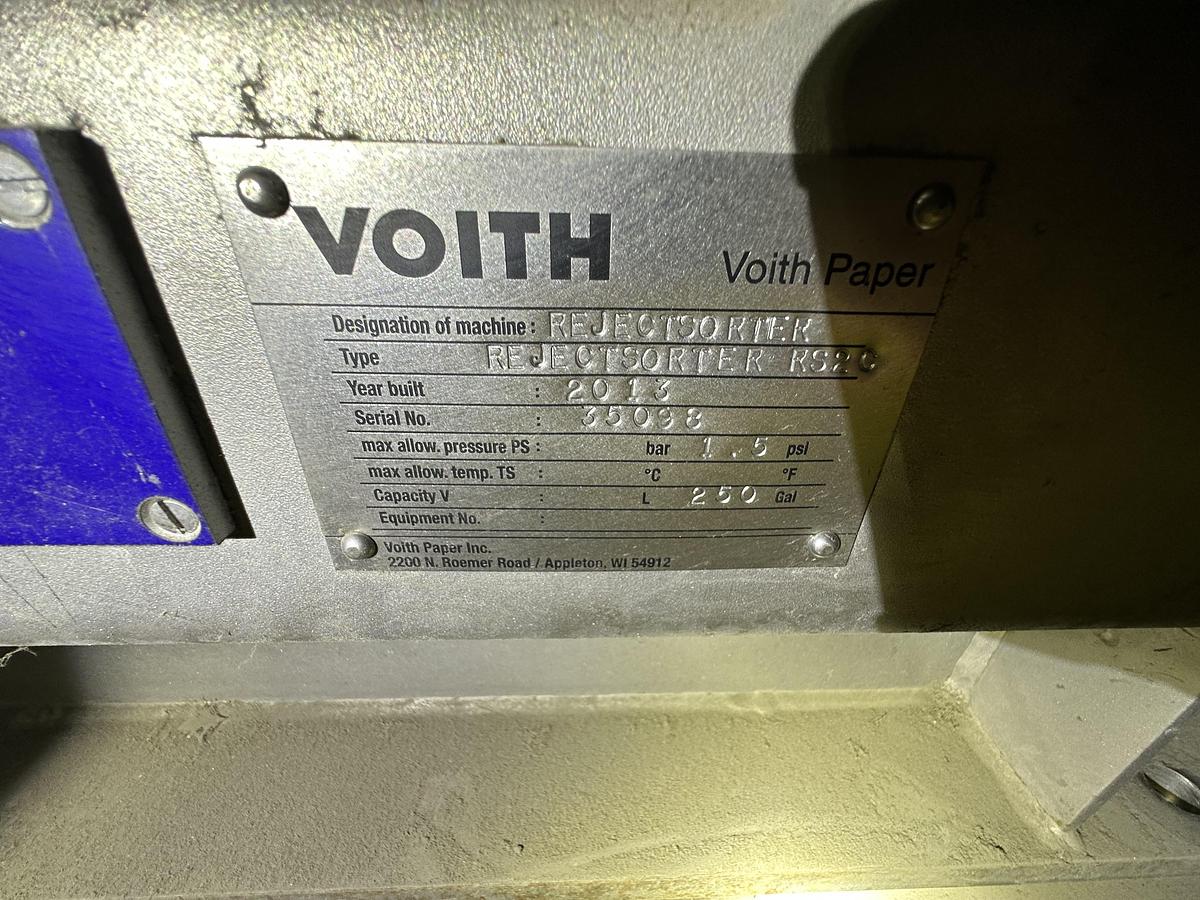 VOITH
Voith Paper
Designation of machine: REJECTSORTER
Type REJECTSORTER RS2C
Year built : 2013
Serial No. : 35098
max allow. pressure PS : bar 1.5 psi
max allow. temp. TS : °C °F
Capacity V : L 250 Gal
Equipment No. :
Voith Paper Inc.
2200 N. Roemer Road / Appleton, WI 54912